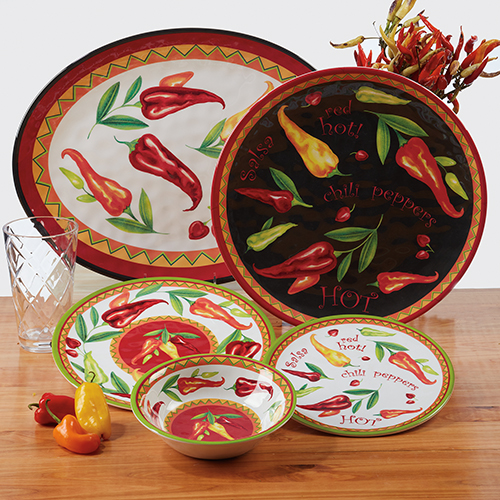 red
hot!
Salsa
chili peppers
HOT
red
hot!
Salsa
chili peppers
HOT